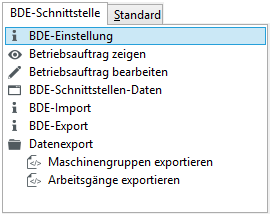 BDE-Schnittstelle Standard
BDE-Einstellung
Betriebsauftrag zeigen
Betriebsauftrag bearbeiten
BDE-Schnittstellen-Daten
BDE-Import
BDE-Export
Datenexport
Maschinengruppen exportieren
Arbeitsgänge exportieren